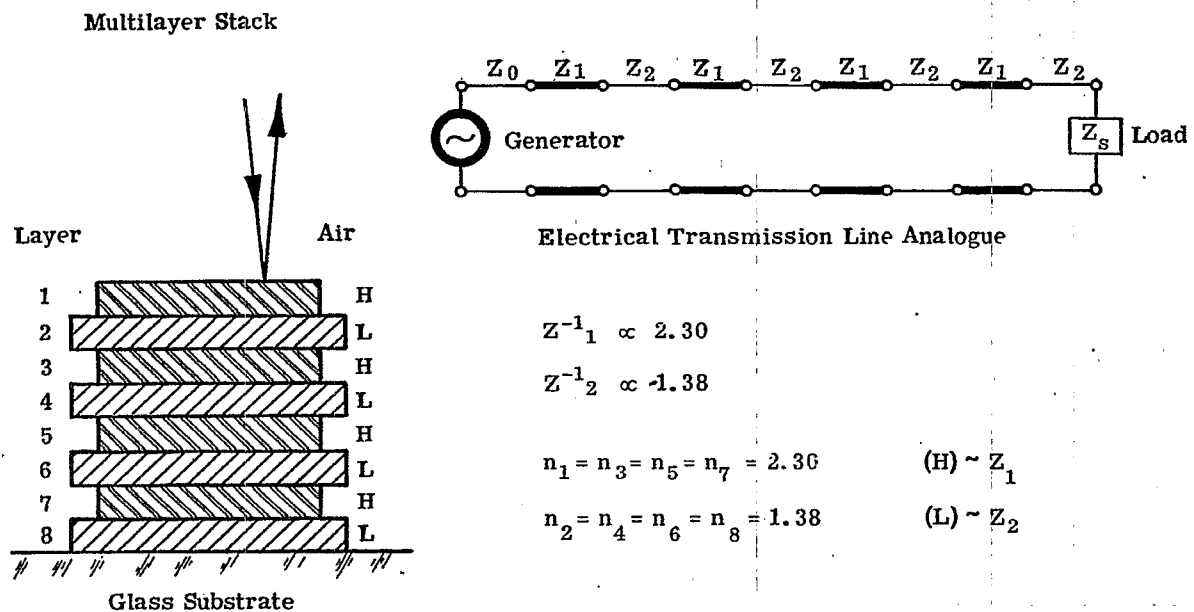 Multilayer Stack
Z0 Z1 Z2 Z1 Z2 Z1 Z2 Z1 Z2
Generator
Zs Load
Electrical Transmission Line Analogue
Layer Air
1 H
2 L
3 H
4 L
5 H
6 L
7 H
8 L
Glass Substrate
Z⁻¹1 ∝ 2.30
Z⁻¹2 ∝ -1.38
n1 = n3 = n5 = n7 = 2.30 (H) ~ Z1
n2 = n4 = n6 = n8 = 1.38 (L) ~ Z2